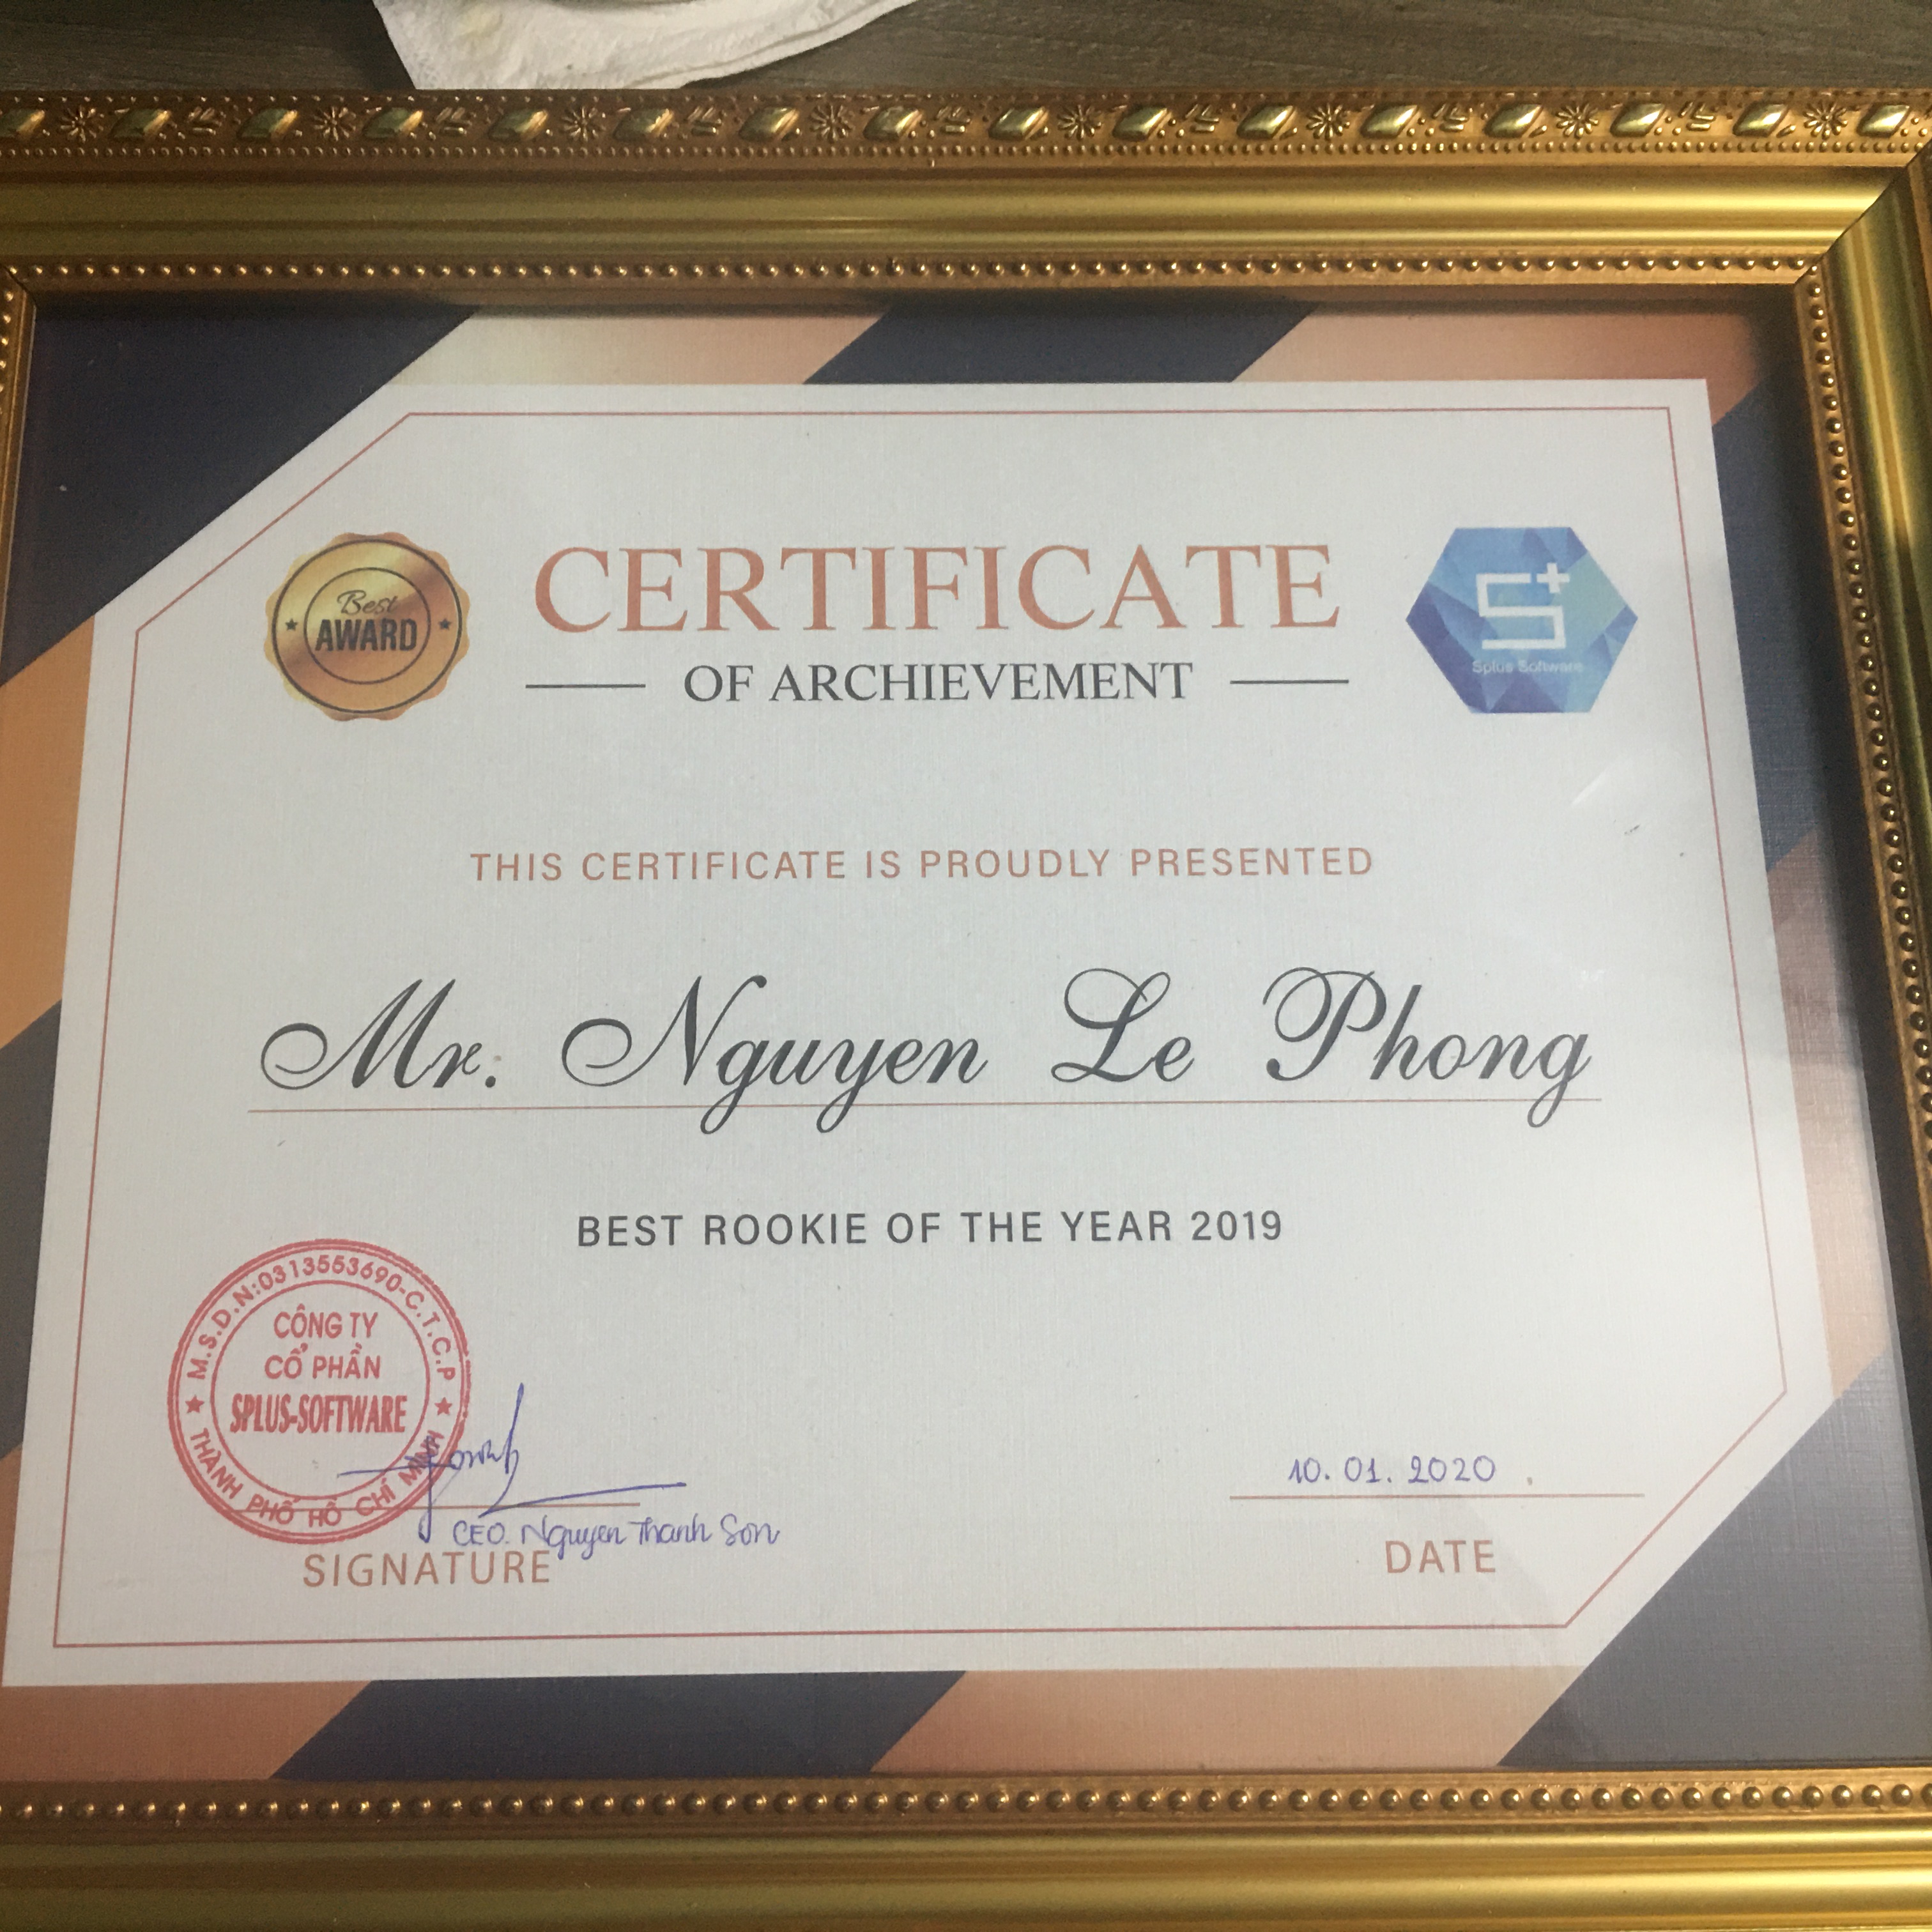 Best
AWARD
CERTIFICATE
OF ARCHIEVEMENT
S+
Splus Software
THIS CERTIFICATE IS PROUDLY PRESENTED
Mr. Nguyen Le Phong
BEST ROOKIE OF THE YEAR 2019
M.S.D.N:0313553690-C.T.C.P
CÔNG TY
CỔ PHẦN
SPLUS-SOFTWARE
THÀNH PHỐ HỒ CHÍ MINH
CEO. Nguyen Thanh Son
SIGNATURE
10.01.2020
DATE